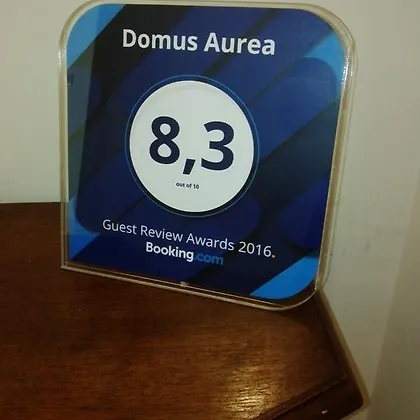 Domus Aurea
8,3
out of 10
Guest Review Awards 2016.
Booking.com